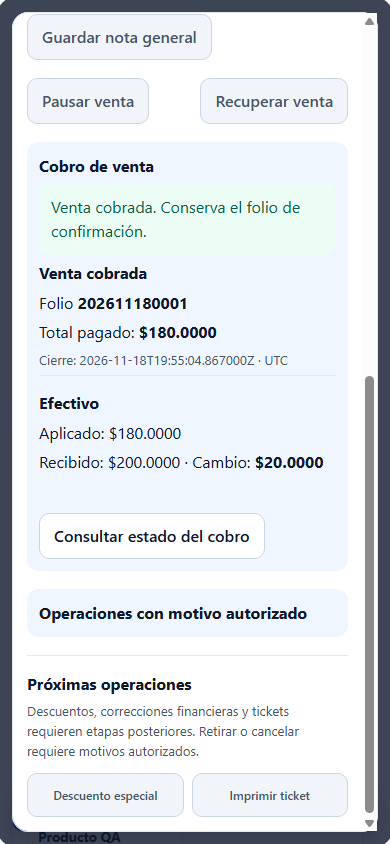 Guardar nota general
Pausar venta
Recuperar venta
Cobro de venta
Venta cobrada. Conserva el folio de
confirmación.
Venta cobrada
Folio 202611180001
Total pagado: $180.0000
Cierre: 2026-11-18T19:55:04.867000Z · UTC
Efectivo
Aplicado: $180.0000
Recibido: $200.0000 · Cambio: $20.0000
Consultar estado del cobro
Operaciones con motivo autorizado
Próximas operaciones
Descuentos, correcciones financieras y tickets
requieren etapas posteriores. Retirar o cancelar
requiere motivos autorizados.
Descuento especial
Imprimir ticket
Producto QA